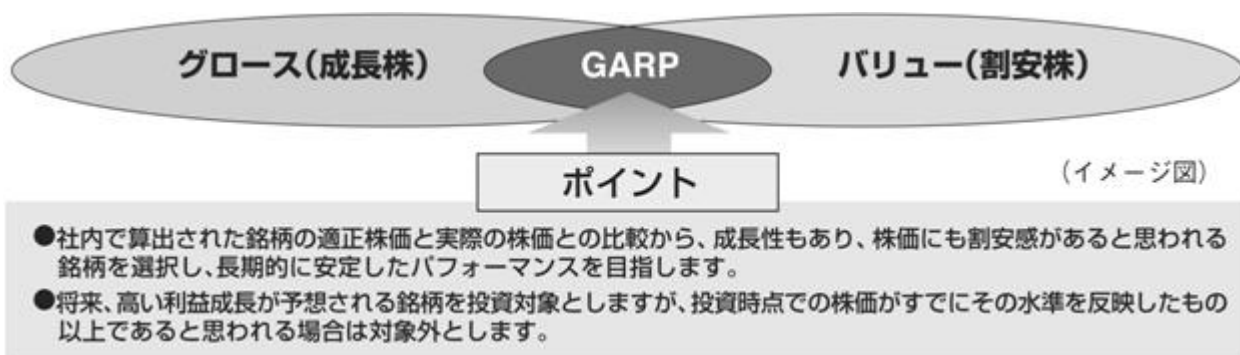 グロース(成長株)
GARP
バリュー(割安株)
ポイント
(イメージ図)
●社内で算出された銘柄の適正株価と実際の株価との比較から、成長性もあり、株価にも割安感があると思われる
銘柄を選択し、長期的に安定したパフォーマンスを目指します。
●将来、高い利益成長が予想される銘柄を投資対象としますが、投資時点での株価がすでにその水準を反映したもの
以上であると思われる場合は対象外とします。